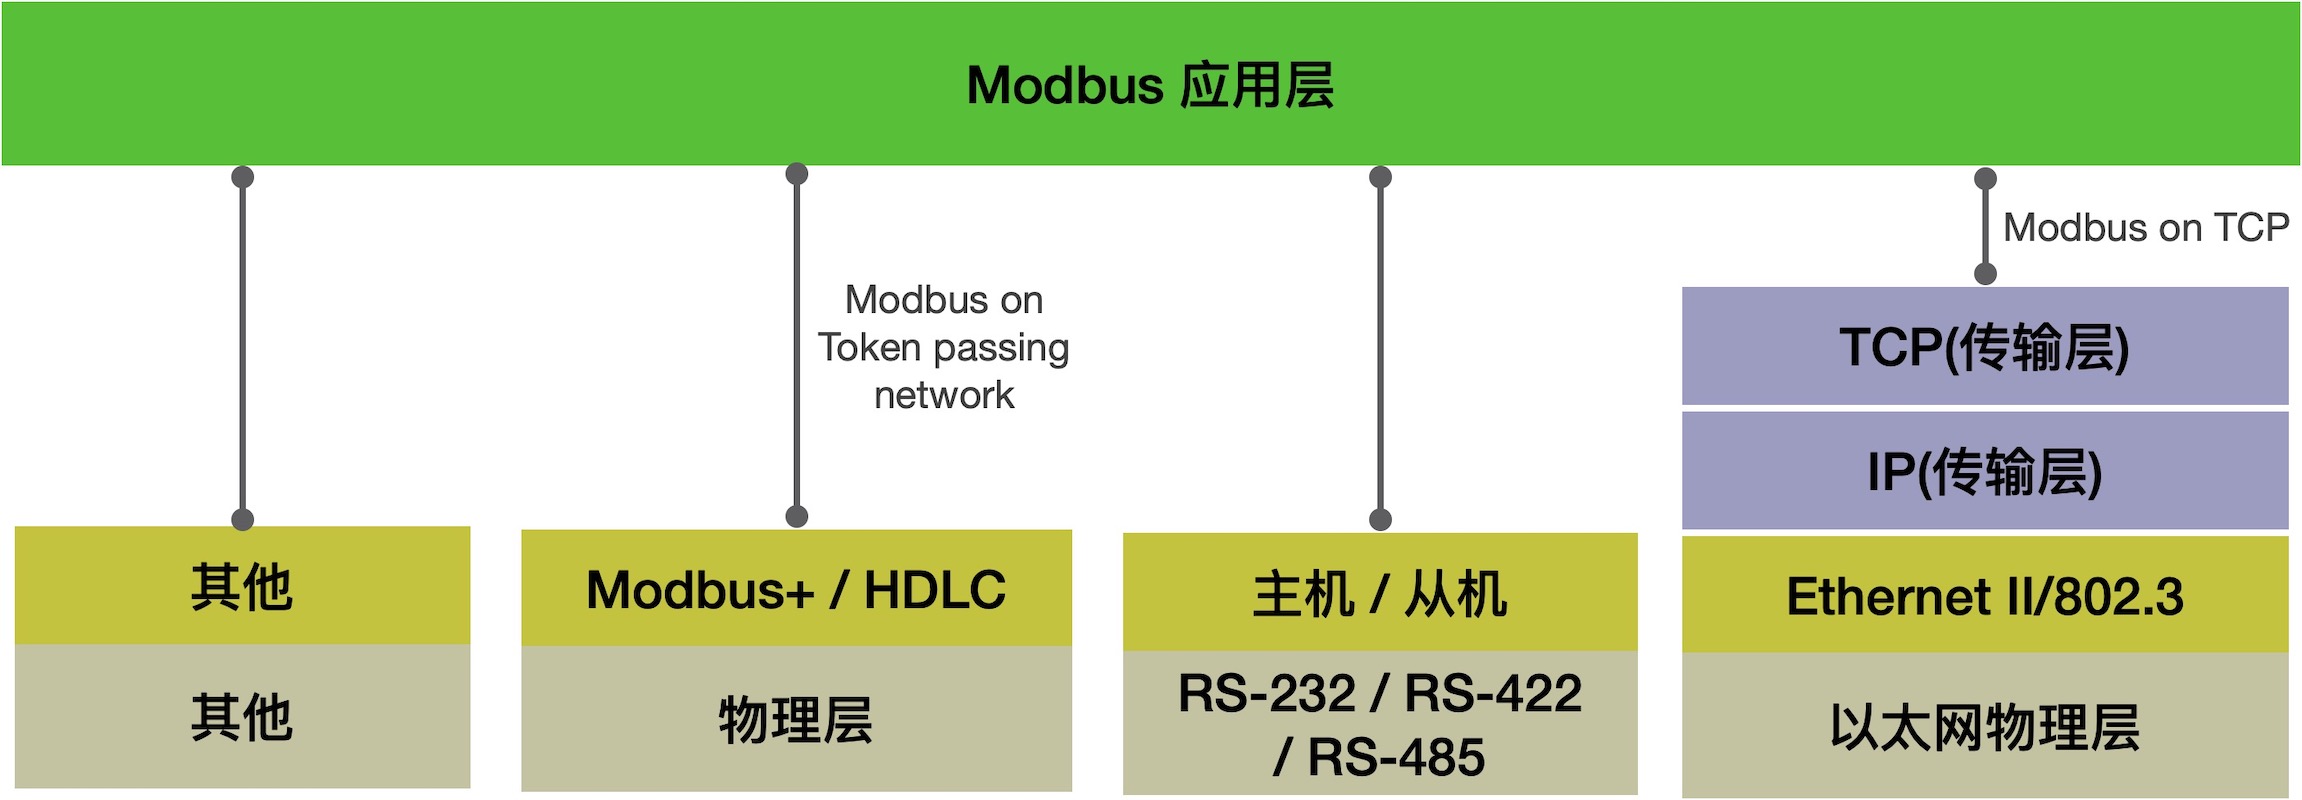 Modbus 应用层
Modbus on TCP
Modbus on
Token passing
network
TCP(传输层)
IP(传输层)
其他
Modbus+ / HDLC
主机 / 从机
Ethernet II/802.3
其他
物理层
RS-232 / RS-422
/ RS-485
以太网物理层